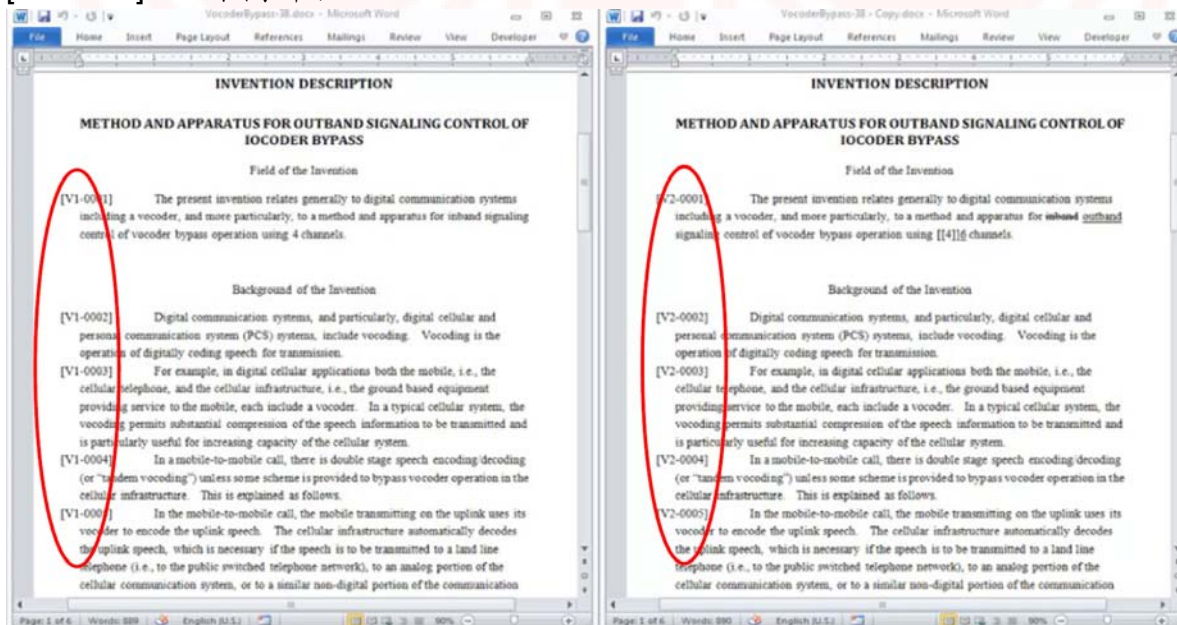 VocoderBypass-38.docx - Microsoft Word
File Home Insert Page Layout References Mailings Review View Developer
INVENTION DESCRIPTION
METHOD AND APPARATUS FOR OUTBAND SIGNALING CONTROL OF
IOCODER BYPASS
Field of the Invention
[V1-0001] The present invention relates generally to digital communication systems
including a vocoder, and more particularly, to a method and apparatus for inband signaling
control of vocoder bypass operation using 4 channels.
Background of the Invention
[V1-0002] Digital communication systems, and particularly, digital cellular and
personal communication system (PCS) systems, include vocoding. Vocoding is the
operation of digitally coding speech for transmission.
[V1-0003] For example, in digital cellular applications both the mobile, i.e., the
cellular telephone, and the cellular infrastructure, i.e., the ground based equipment
providing service to the mobile, each include a vocoder. In a typical cellular system, the
vocoding permits substantial compression of the speech information to be transmitted and
is particularly useful for increasing capacity of the cellular system.
[V1-0004] In a mobile-to-mobile call, there is double stage speech encoding/decoding
(or "tandem vocoding") unless some scheme is provided to bypass vocoder operation in the
cellular infrastructure. This is explained as follows.
[V1-0005] In the mobile-to-mobile call, the mobile transmitting on the uplink uses its
vocoder to encode the uplink speech. The cellular infrastructure automatically decodes
the uplink speech, which is necessary if the speech is to be transmitted to a land line
telephone (i.e., to the public switched telephone network), to an analog portion of the
cellular communication system, or to a similar non-digital portion of the communication
Page: 1 of 6 Words: 889 English (U.S.) 90%
VocoderBypass-38 - Copy.docx - Microsoft Word
File Home Insert Page Layout References Mailings Review View Developer
INVENTION DESCRIPTION
METHOD AND APPARATUS FOR OUTBAND SIGNALING CONTROL OF
IOCODER BYPASS
Field of the Invention
[V2-0001] The present invention relates generally to digital communication systems
including a vocoder, and more particularly, to a method and apparatus for inband outband
signaling control of vocoder bypass operation using [[4]]6 channels.
Background of the Invention
[V2-0002] Digital communication systems, and particularly, digital cellular and
personal communication system (PCS) systems, include vocoding. Vocoding is the
operation of digitally coding speech for transmission.
[V2-0003] For example, in digital cellular applications both the mobile, i.e., the
cellular telephone, and the cellular infrastructure, i.e., the ground based equipment
providing service to the mobile, each include a vocoder. In a typical cellular system, the
vocoding permits substantial compression of the speech information to be transmitted and
is particularly useful for increasing capacity of the cellular system.
[V2-0004] In a mobile-to-mobile call, there is double stage speech encoding/decoding
(or "tandem vocoding") unless some scheme is provided to bypass vocoder operation in the
cellular infrastructure. This is explained as follows.
[V2-0005] In the mobile-to-mobile call, the mobile transmitting on the uplink uses its
vocoder to encode the uplink speech. The cellular infrastructure automatically decodes
the uplink speech, which is necessary if the speech is to be transmitted to a land line
telephone (i.e., to the public switched telephone network), to an analog portion of the
cellular communication system, or to a similar non-digital portion of the communication
Page: 1 of 6 Words: 890 English (U.S.) 90%